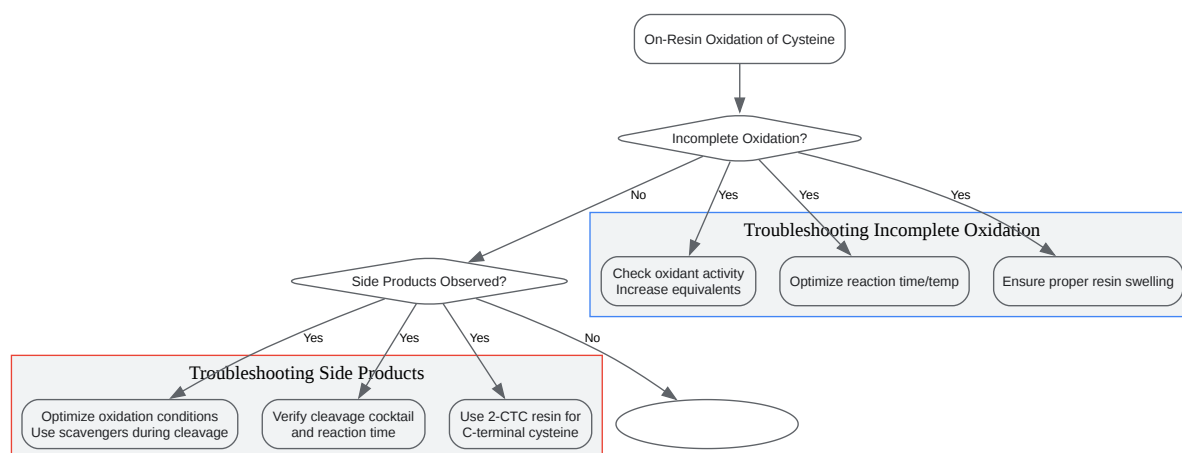 On-Resin Oxidation of Cysteine
Incomplete Oxidation?
No
Yes
Yes
Yes
Troubleshooting Incomplete Oxidation
Check oxidant activity
Increase equivalents
Optimize reaction time/temp
Ensure proper resin swelling
Side Products Observed?
Yes
Yes
Yes
No
Troubleshooting Side Products
Optimize oxidation conditions
Use scavengers during cleavage
Verify cleavage cocktail
and reaction time
Use 2-CTC resin for
C-terminal cysteine